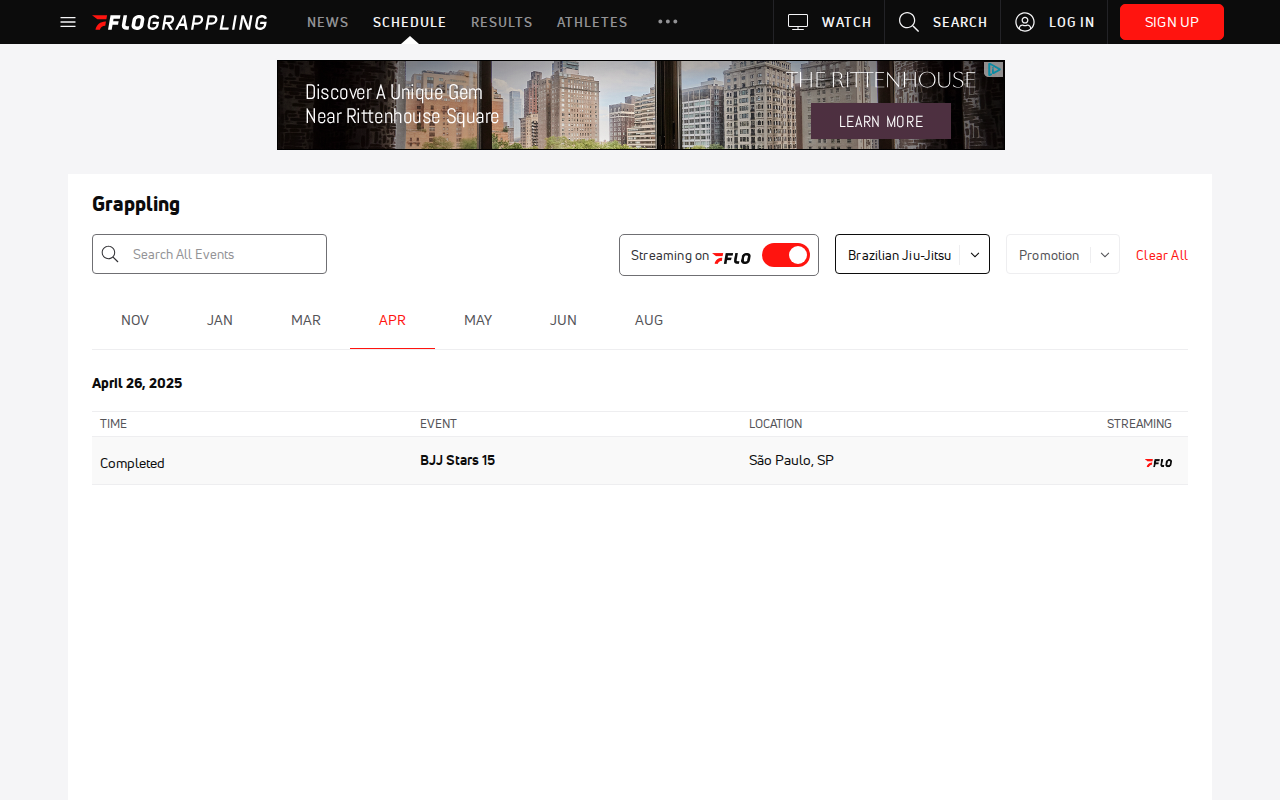 FLOGRAPPLING
NEWS
SCHEDULE
RESULTS
ATHLETES
WATCH
SEARCH
LOG IN
SIGN UP
Discover A Unique Gem
Near Rittenhouse Square
THE RITTENHOUSE
LEARN MORE
Grappling
Search All Events
Streaming on FLO
Brazilian Jiu-Jitsu
Promotion
Clear All
NOV
JAN
MAR
APR
MAY
JUN
AUG
April 26, 2025
TIME
EVENT
LOCATION
STREAMING
Completed
BJJ Stars 15
São Paulo, SP
FLO